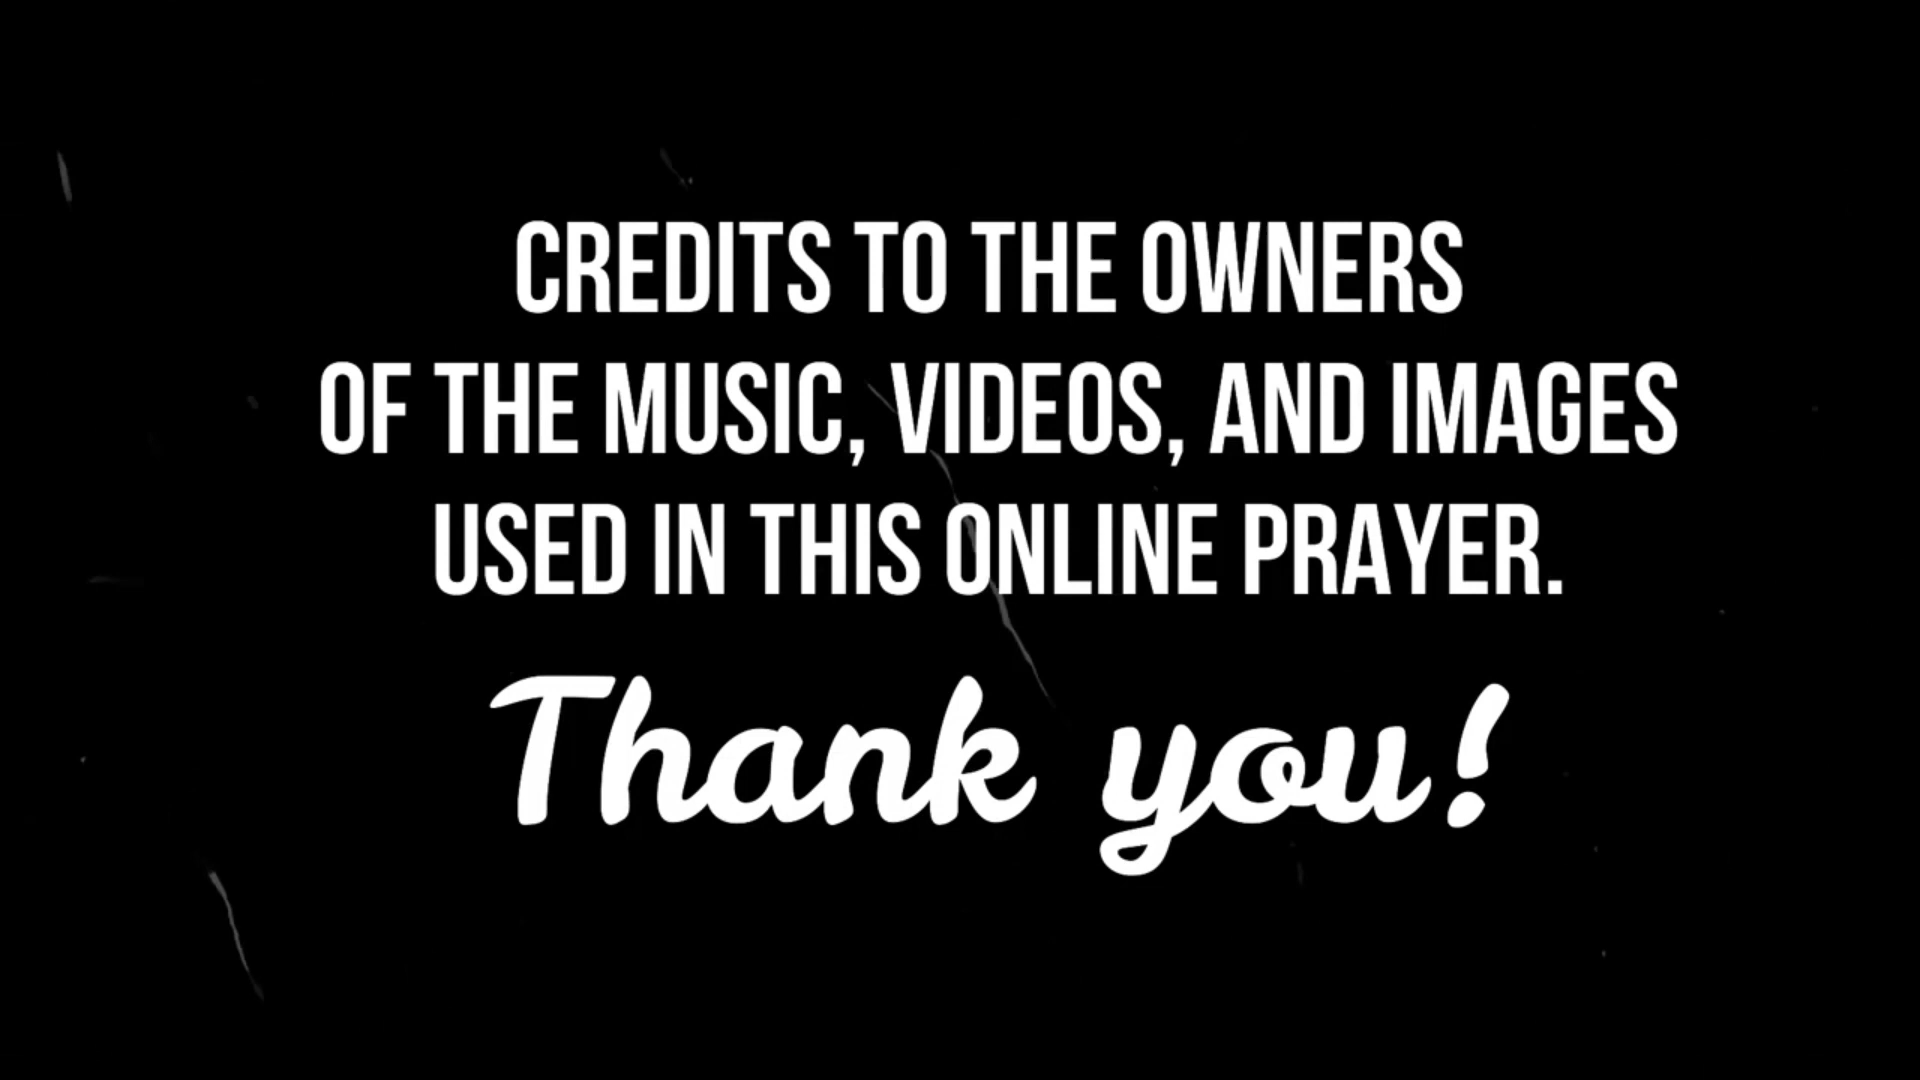 CREDITS TO THE OWNERS
OF THE MUSIC, VIDEOS, AND IMAGES
USED IN THIS ONLINE PRAYER.
Thank you!